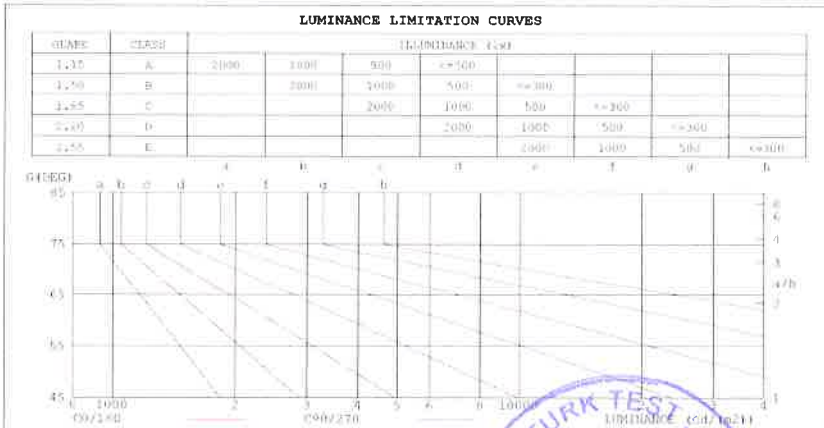 LUMINANCE LIMITATION CURVES
GLARE CLASS ILLUMINANCE
1.15 A 2000 1000 500 <=300
1.50 B 2000 1000 500 <=300
1.85 C 2000 1000 500 <=300
2.20 D 2000 1000 500 <=300
2.55 E 2000 1000 500 <=300
a b c d e f g h
G(DEG)
a b c d e f g h
85 8
6
75 4
3
a/h
65 2
55
45 1
8 1000 2 3 4 5 6 8 10000 2 3 4
C0/180 C90/270 LUMINANCE (cd/(m2))
TURK TEST